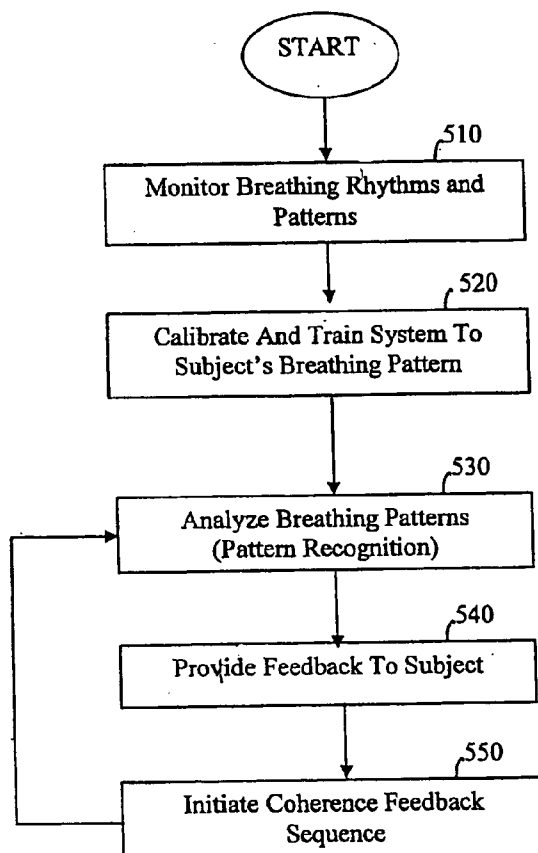 START
510
Monitor Breathing Rhythms and
Patterns
520
Calibrate And Train System To
Subject's Breathing Pattern
530
Analyze Breathing Patterns
(Pattern Recognition)
540
Provide Feedback To Subject
550
Initiate Coherence Feedback
Sequence